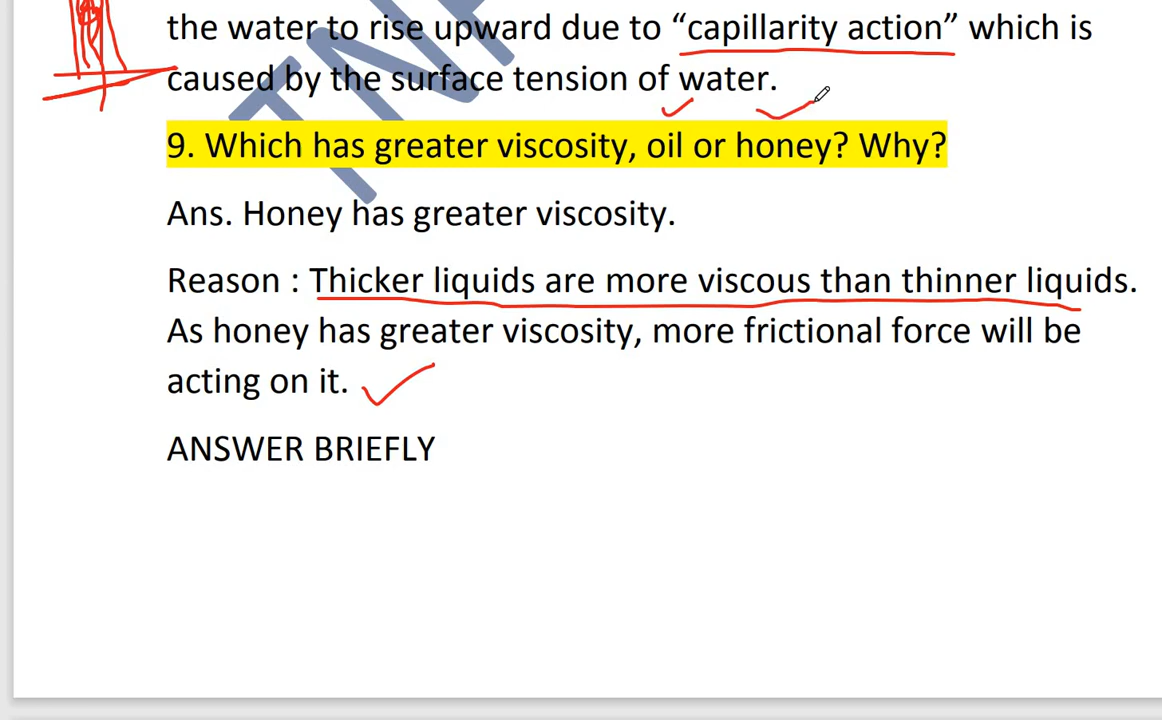 the water to rise upward due to “capillarity action” which is
caused by the surface tension of water.
9. Which has greater viscosity, oil or honey? Why?
Ans. Honey has greater viscosity.
Reason : Thicker liquids are more viscous than thinner liquids.
As honey has greater viscosity, more frictional force will be
acting on it.
ANSWER BRIEFLY